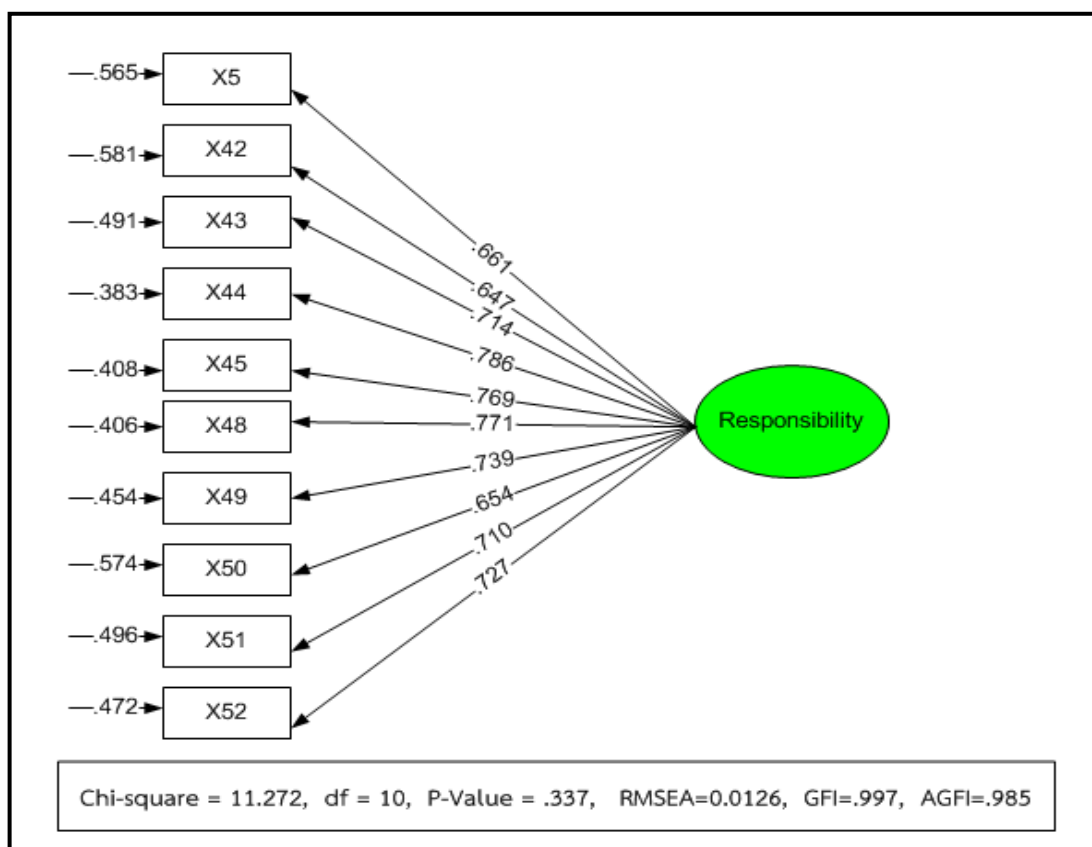 .565
X5
.581
X42
.491
X43
.383
X44
.408
X45
.406
X48
.454
X49
.574
X50
.496
X51
.472
X52
.661
.647
.714
.786
.769
.771
.739
.654
.710
.727
Responsibility
Chi-square = 11.272, df = 10, P-Value = .337, RMSEA=0.0126, GFI=.997, AGFI=.985